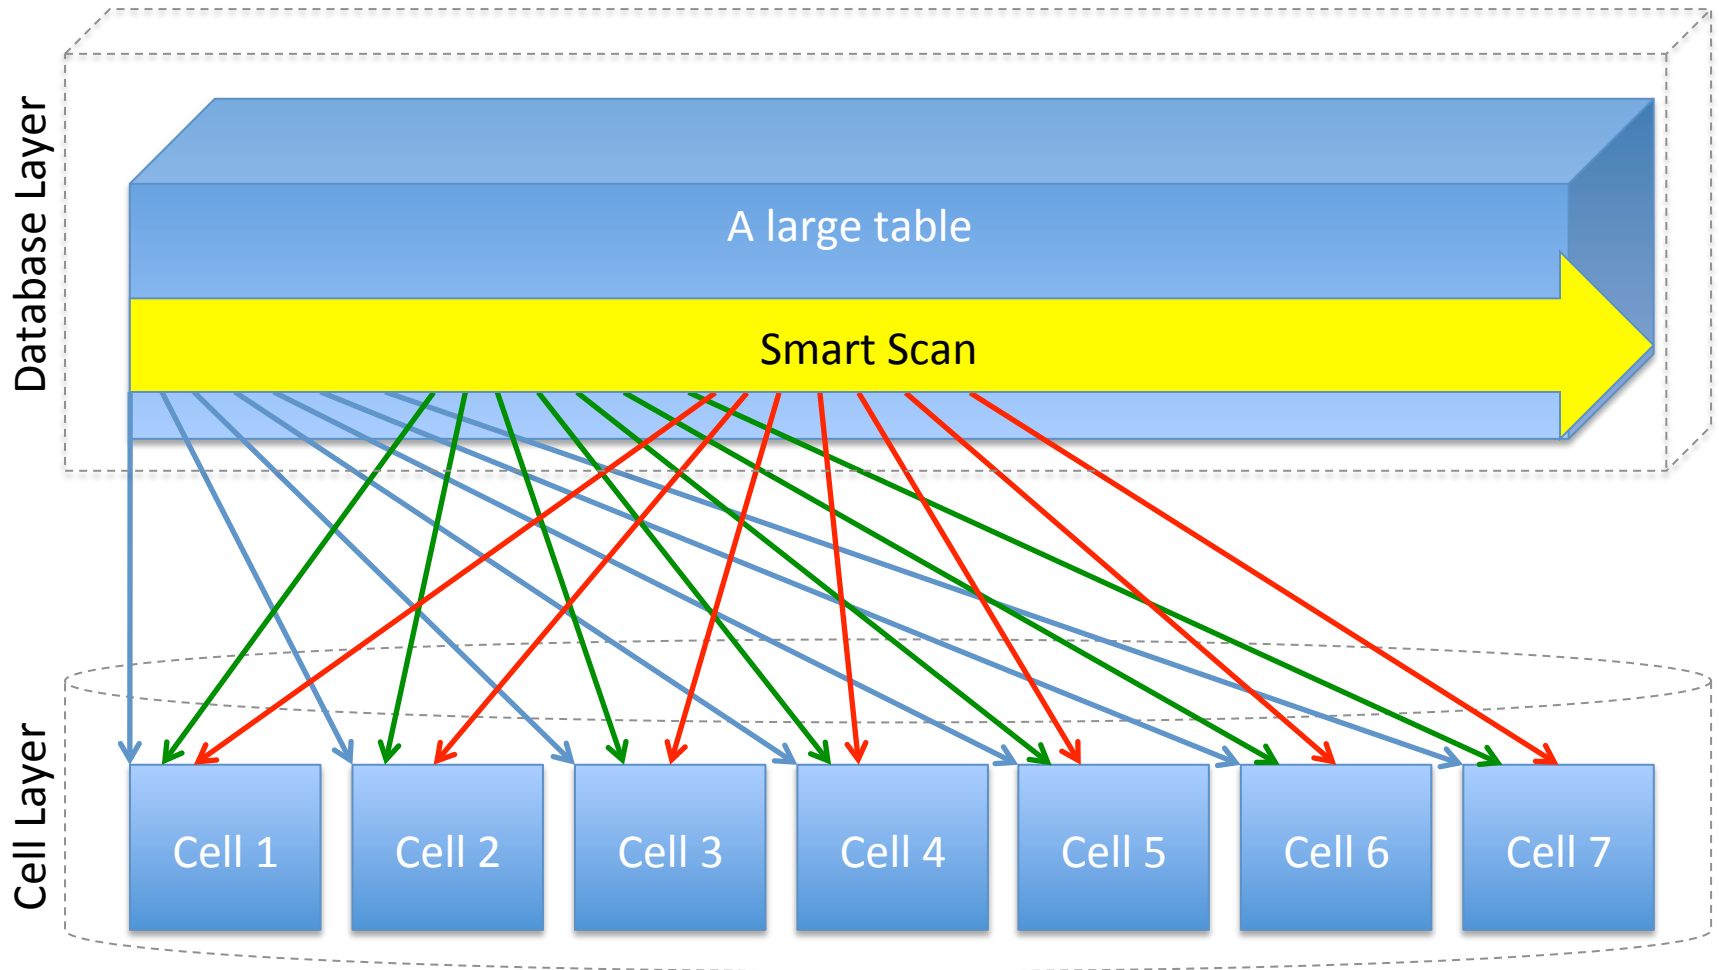 Database Layer
A large table
Smart Scan
Cell Layer
Cell 1
Cell 2
Cell 3
Cell 4
Cell 5
Cell 6
Cell 7